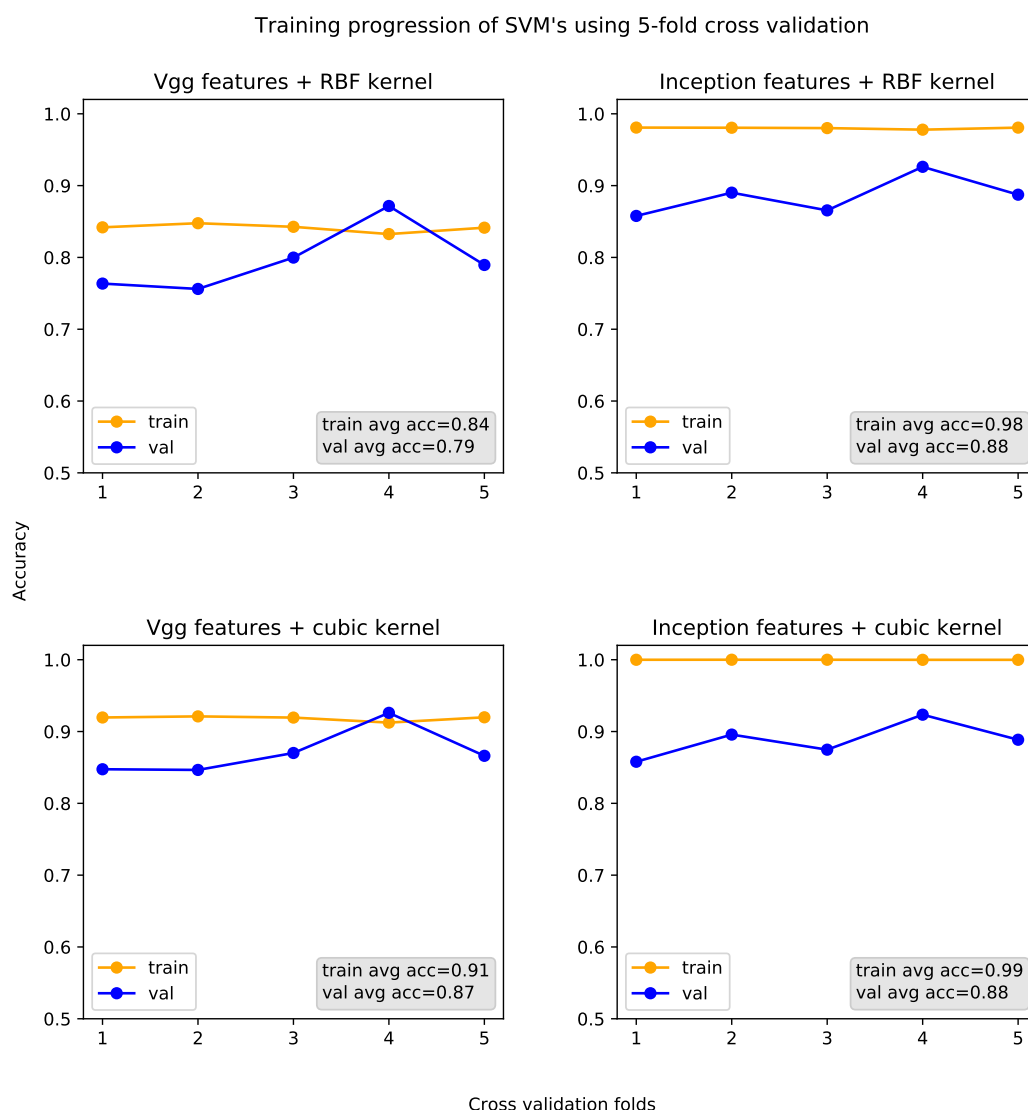 Training progression of SVM's using 5-fold cross validation
Vgg features + RBF kernel
1.0
0.9
0.8
0.7
0.6
0.5
train
val
train avg acc=0.84
val avg acc=0.79
1 2 3 4 5
Inception features + RBF kernel
1.0
0.9
0.8
0.7
0.6
0.5
train
val
train avg acc=0.98
val avg acc=0.88
1 2 3 4 5
Accuracy
Vgg features + cubic kernel
1.0
0.9
0.8
0.7
0.6
0.5
train
val
train avg acc=0.91
val avg acc=0.87
1 2 3 4 5
Inception features + cubic kernel
1.0
0.9
0.8
0.7
0.6
0.5
train
val
train avg acc=0.99
val avg acc=0.88
1 2 3 4 5
Cross validation folds